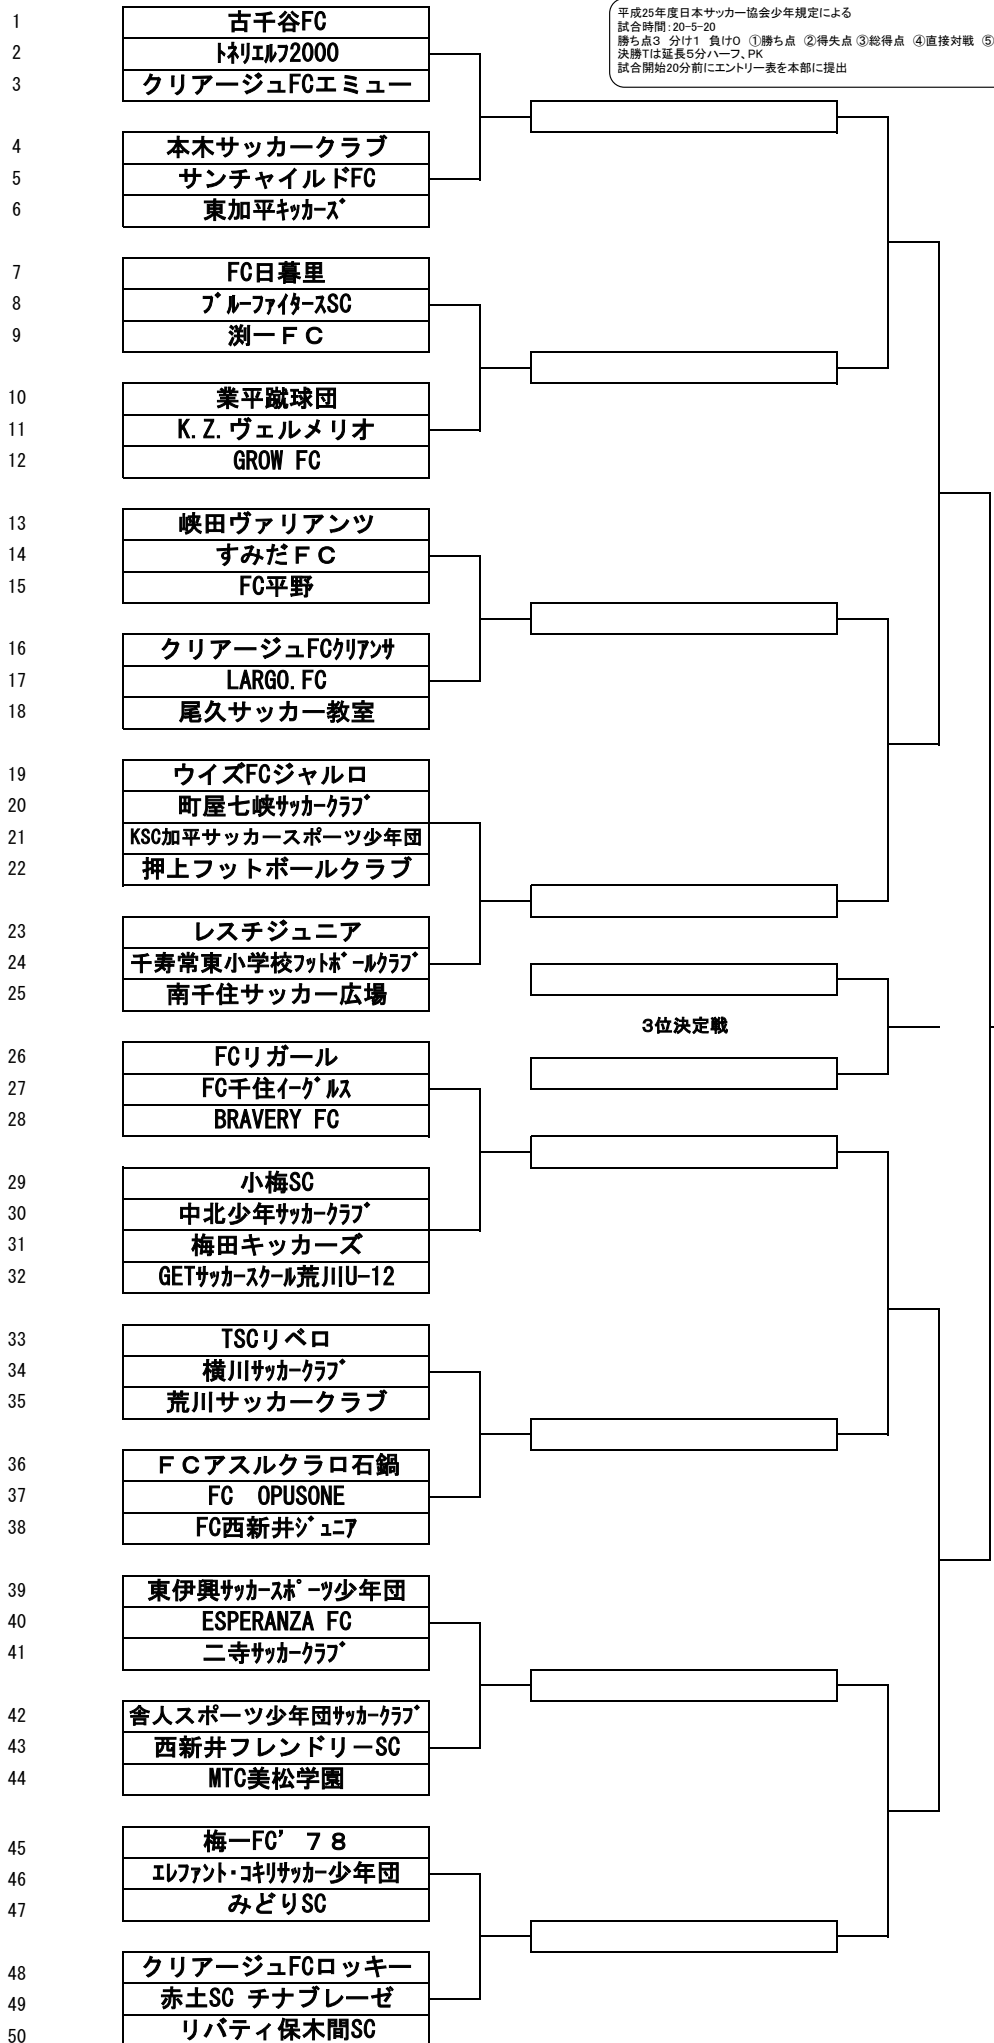 平成25年度日本サッカー協会少年規定による
試合時間:20-5-20
勝ち点3 分け1 負け0 ①勝ち点 ②得失点 ③総得点 ④直接対戦 ⑤
決勝Tは延長5分ハーフ、PK
試合開始20分前にエントリー表を本部に提出
1 古千谷FC
2 ﾄﾈﾘｴﾙﾌ2000
3 クリアージュFCエミュー
4 本木サッカークラブ
5 サンチャイルドFC
6 東加平ｷｯｶｰｽﾞ
7 FC日暮里
8 ﾌﾞﾙｰﾌｧｲﾀｰｽSC
9 渕一ＦＣ
10 業平蹴球団
11 K.Z.ヴェルメリオ
12 GROW FC
13 峡田ヴァリアンツ
14 すみだＦＣ
15 FC平野
16 クリアージュFCｸﾘｱﾝｻ
17 LARGO.FC
18 尾久サッカー教室
19 ウイズFCジャルロ
20 町屋七峡ｻｯｶｰｸﾗﾌﾞ
21 KSC加平サッカースポーツ少年団
22 押上フットボールクラブ
23 レスチジュニア
24 千寿常東小学校ﾌｯﾄﾎﾞｰﾙｸﾗﾌﾞ
25 南千住サッカー広場
3位決定戦
26 FCリガール
27 FC千住ｲｰｸﾞﾙｽ
28 BRAVERY FC
29 小梅SC
30 中北少年ｻｯｶｰｸﾗﾌﾞ
31 梅田キッカーズ
32 GETｻｯｶｰｽｸｰﾙ荒川U-12
33 TSCリベロ
34 横川ｻｯｶｰｸﾗﾌﾞ
35 荒川サッカークラブ
36 ＦＣアスルクラロ石鍋
37 FC　OPUSONE
38 FC西新井ｼﾞｭﾆｱ
39 東伊興ｻｯｶｰｽﾎﾟｰﾂ少年団
40 ESPERANZA FC
41 二寺ｻｯｶｰｸﾗﾌﾞ
42 舎人スポーツ少年団ｻｯｶｰｸﾗﾌﾞ
43 西新井フレンドリーSC
44 MTC美松学園
45 梅一FC’７８
46 ｴﾚﾌｧﾝﾄ･ｺｷﾘｻｯｶｰ少年団
47 みどりSC
48 クリアージュFCロッキー
49 赤土SC チナブレーゼ
50 リバティ保木間SC